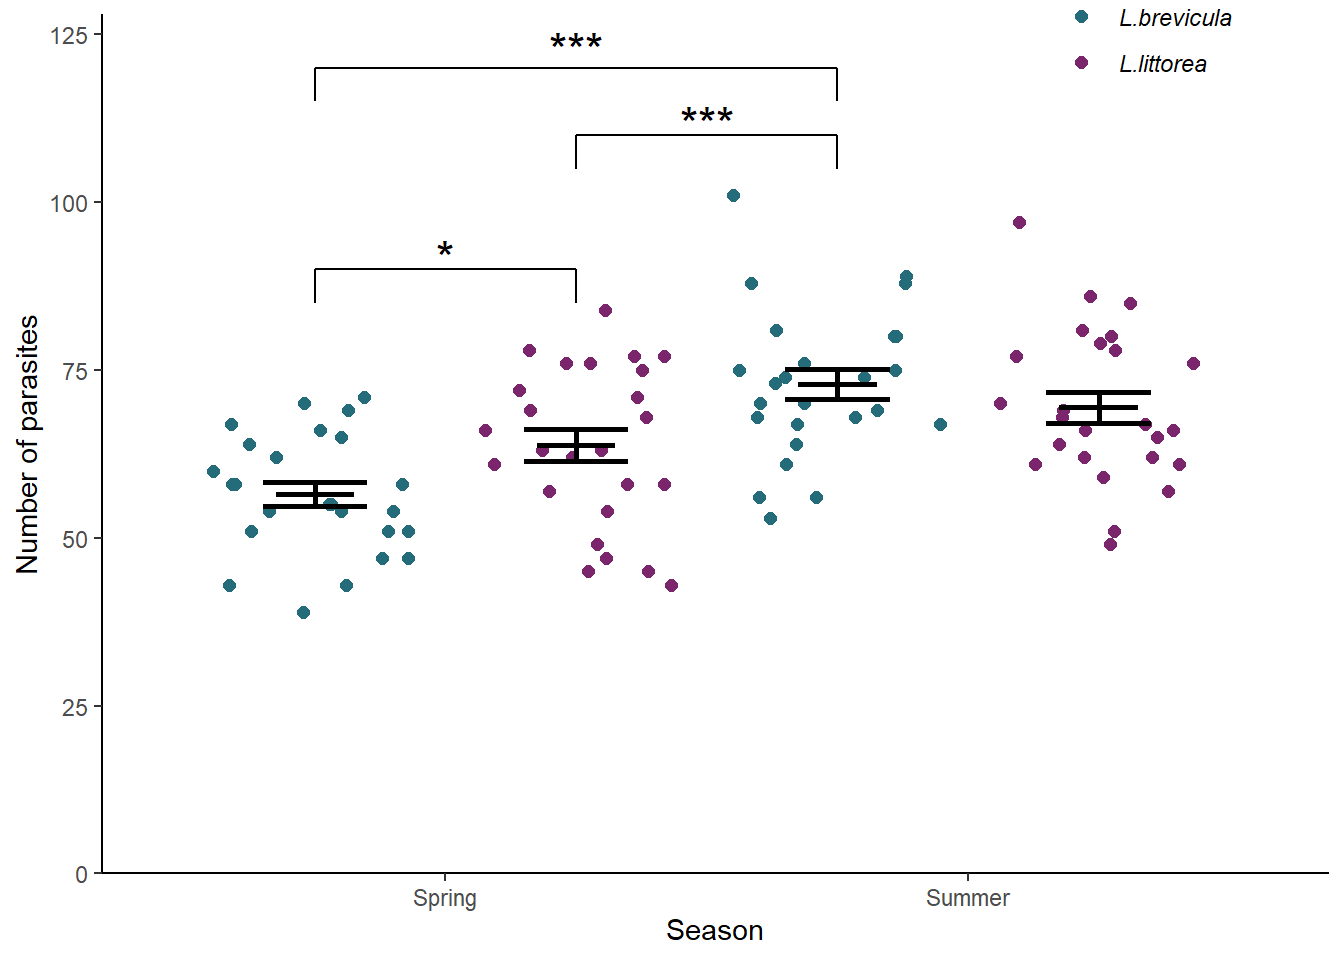 L.brevicula
L.littorea
***
***
*
125
100
75
50
25
0
Number of parasites
Spring
Summer
Season